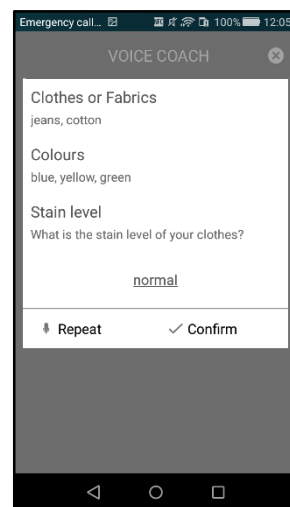 Emergency call... 100% 12:05
VOICE COACH
Clothes or Fabrics
jeans, cotton
Colours
blue, yellow, green
Stain level
What is the stain level of your clothes?
normal
Repeat Confirm